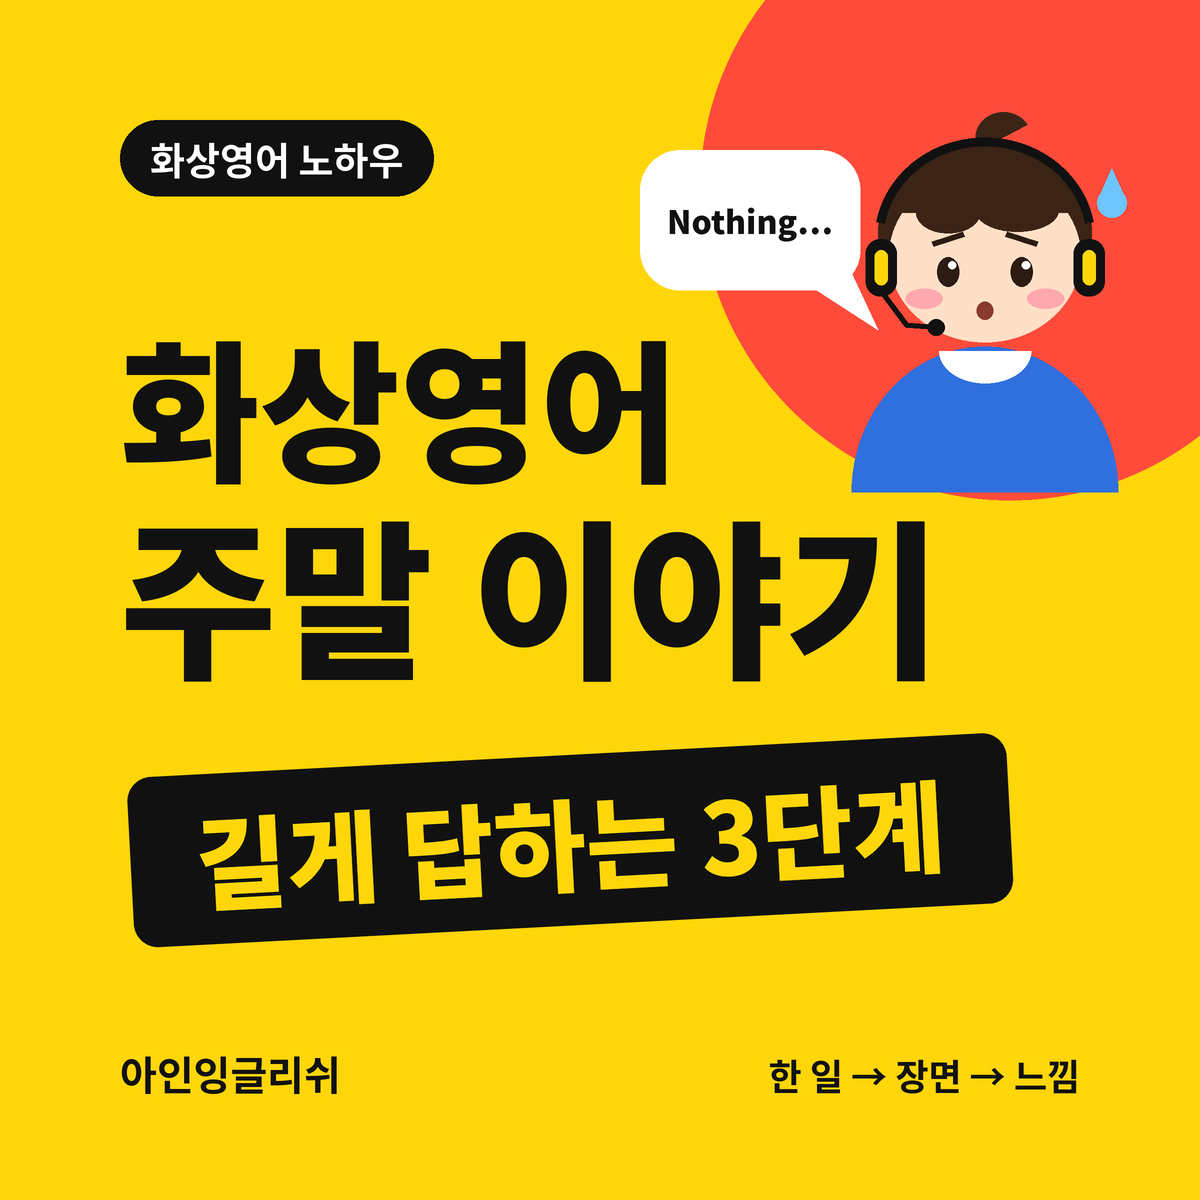 화상영어 노하우
Nothing...
화상영어
주말 이야기
길게 답하는 3단계
아인잉글리쉬
한 일 → 장면 → 느낌